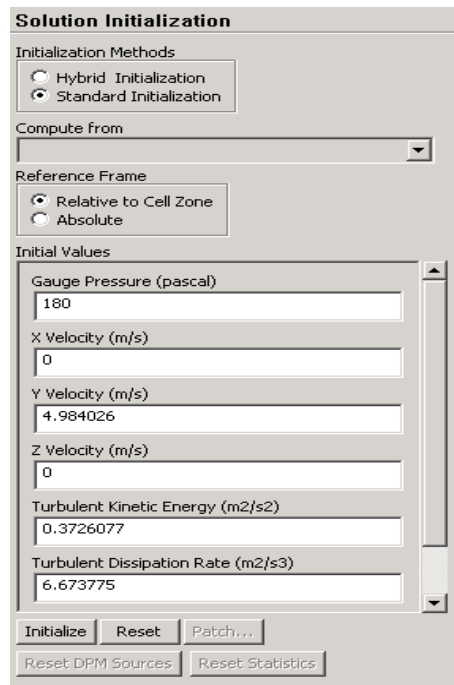 Solution Initialization
Initialization Methods
Hybrid Initialization
Standard Initialization
Compute from
Reference Frame
Relative to Cell Zone
Absolute
Initial Values
Gauge Pressure (pascal)
180
X Velocity (m/s)
0
Y Velocity (m/s)
4.984026
Z Velocity (m/s)
0
Turbulent Kinetic Energy (m2/s2)
0.3726077
Turbulent Dissipation Rate (m2/s3)
6.673775
Initialize Reset Patch...
Reset DPM Sources Reset Statistics